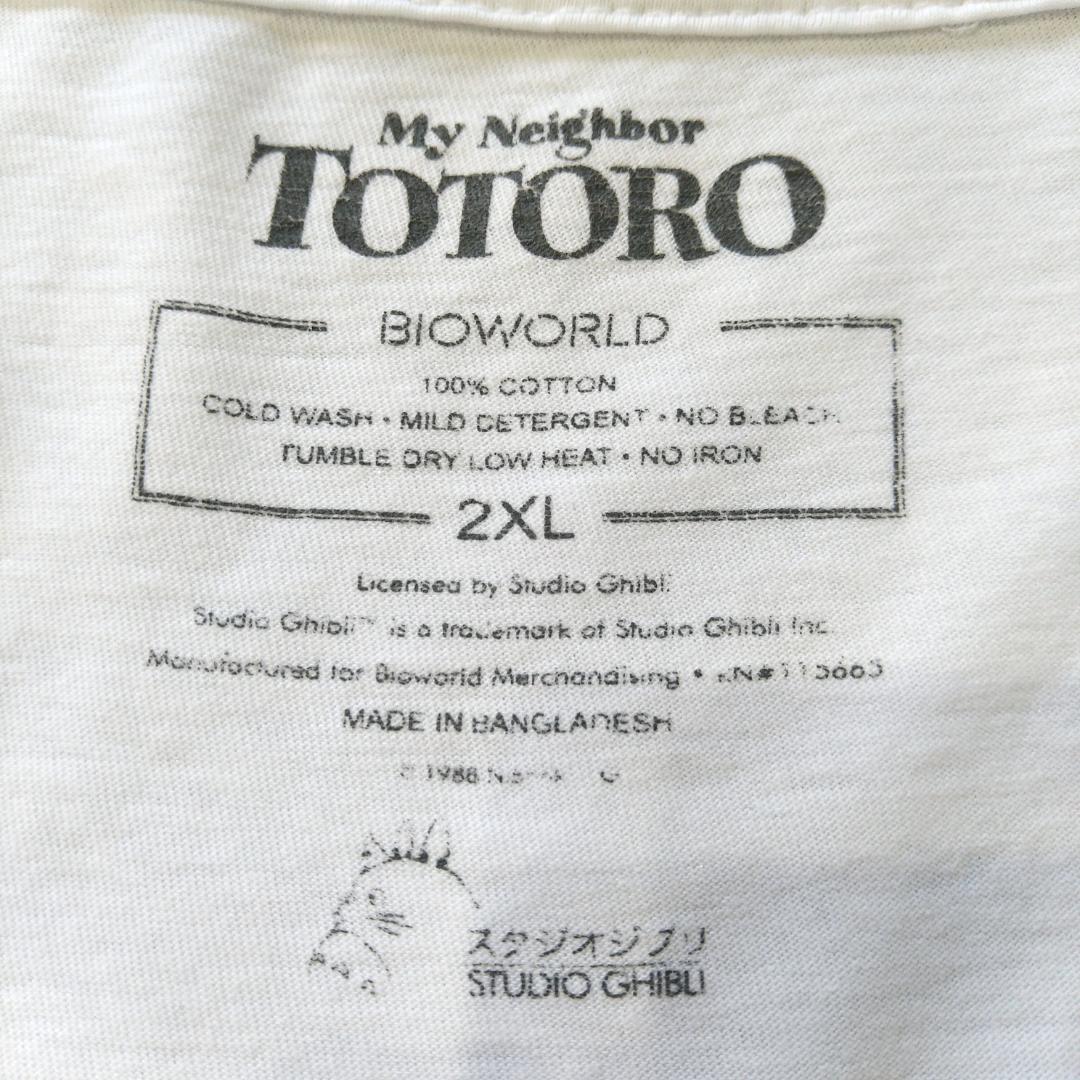 My Neighbor
TOTORO
BIOWORLD
100% COTTON
COLD WASH • MILD DETERGENT • NO BLEACH
TUMBLE DRY LOW HEAT • NO IRON
2XL
Licensed by Studio Ghibli
Studio Ghibli™ is a trademark of Studio Ghibli Inc.
Manufactured for Bioworld Merchandising •
MADE IN BANGLADESH
© 1988
スタジオジブリ
STUDIO GHIBLI